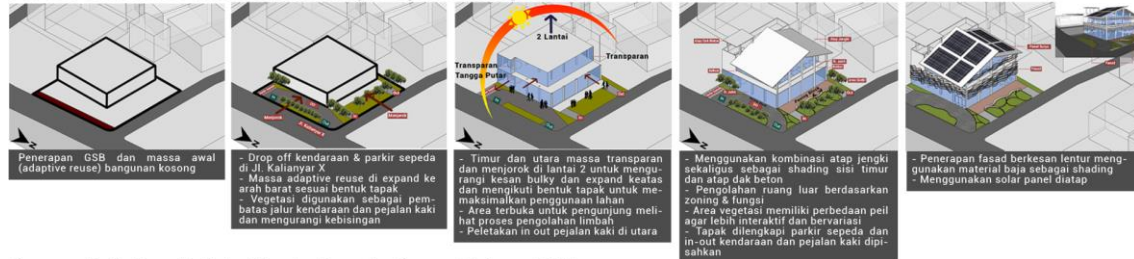 Penerapan GSB dan massa awal
(adaptive reuse) bangunan kosong
Menjorok
Jl. Kalianyar X
Menjorok
- Drop off kendaraan & parkir sepeda
di Jl. Kalianyar X
- Massa adaptive reuse di expand ke
arah barat sesuai bentuk tapak
- Vegetasi digunakan sebagai pem-
batas jalur kendaraan dan pejalan kaki
dan mengurangi kebisingan
2 Lantai
Transparan
Transparan
Tangga Putar
- Timur dan utara massa transparan
dan menjorok di lantai 2 untuk mengu-
rangi kesan bulky dan expand keatas
dan mengikuti bentuk tapak untuk me-
maksimalkan penggunaan lahan
- Area terbuka untuk pengunjung meli-
hat proses pengolahan limbah
- Peletakan in out pejalan kaki di utara
- Menggunakan kombinasi atap jengki
sekaligus sebagai shading sisi timur
dan atap dak beton
- Pengolahan ruang luar berdasarkan
zoning & fungsi
- Area vegetasi memiliki perbedaan peil
agar lebih interaktif dan bervariasi
- Tapak dilengkapi parkir sepeda dan
in-out kendaraan dan pejalan kaki dipi-
sahkan
- Penerapan fasad berkesan lentur meng-
gunakan material baja sebagai shading
- Menggunakan solar panel diatap